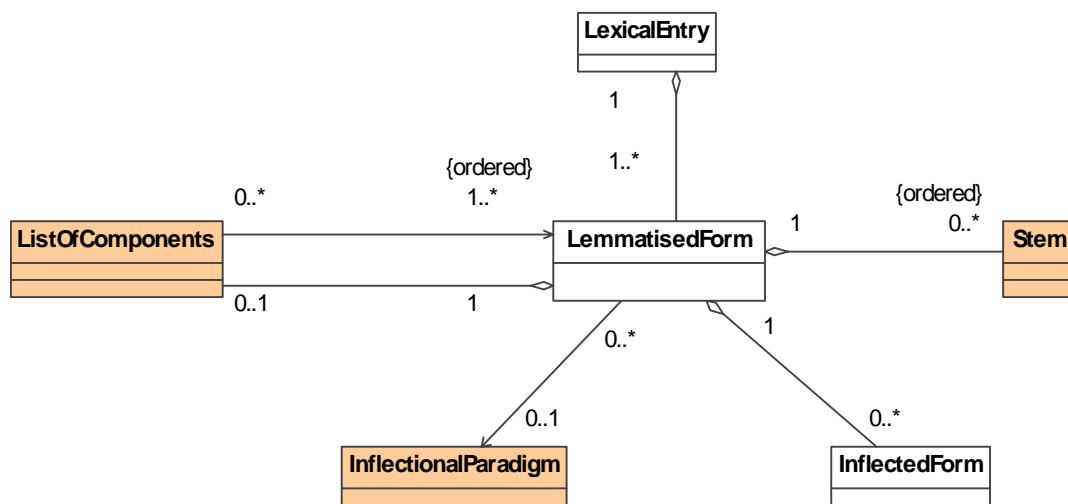 LexicalEntry
1
1..*
{ordered}
0..*
1..*
{ordered}
0..*
ListOfComponents
LemmatisedForm
1
Stem
0..1
1
1
0..*
0..1
0..*
InflectionalParadigm
InflectedForm